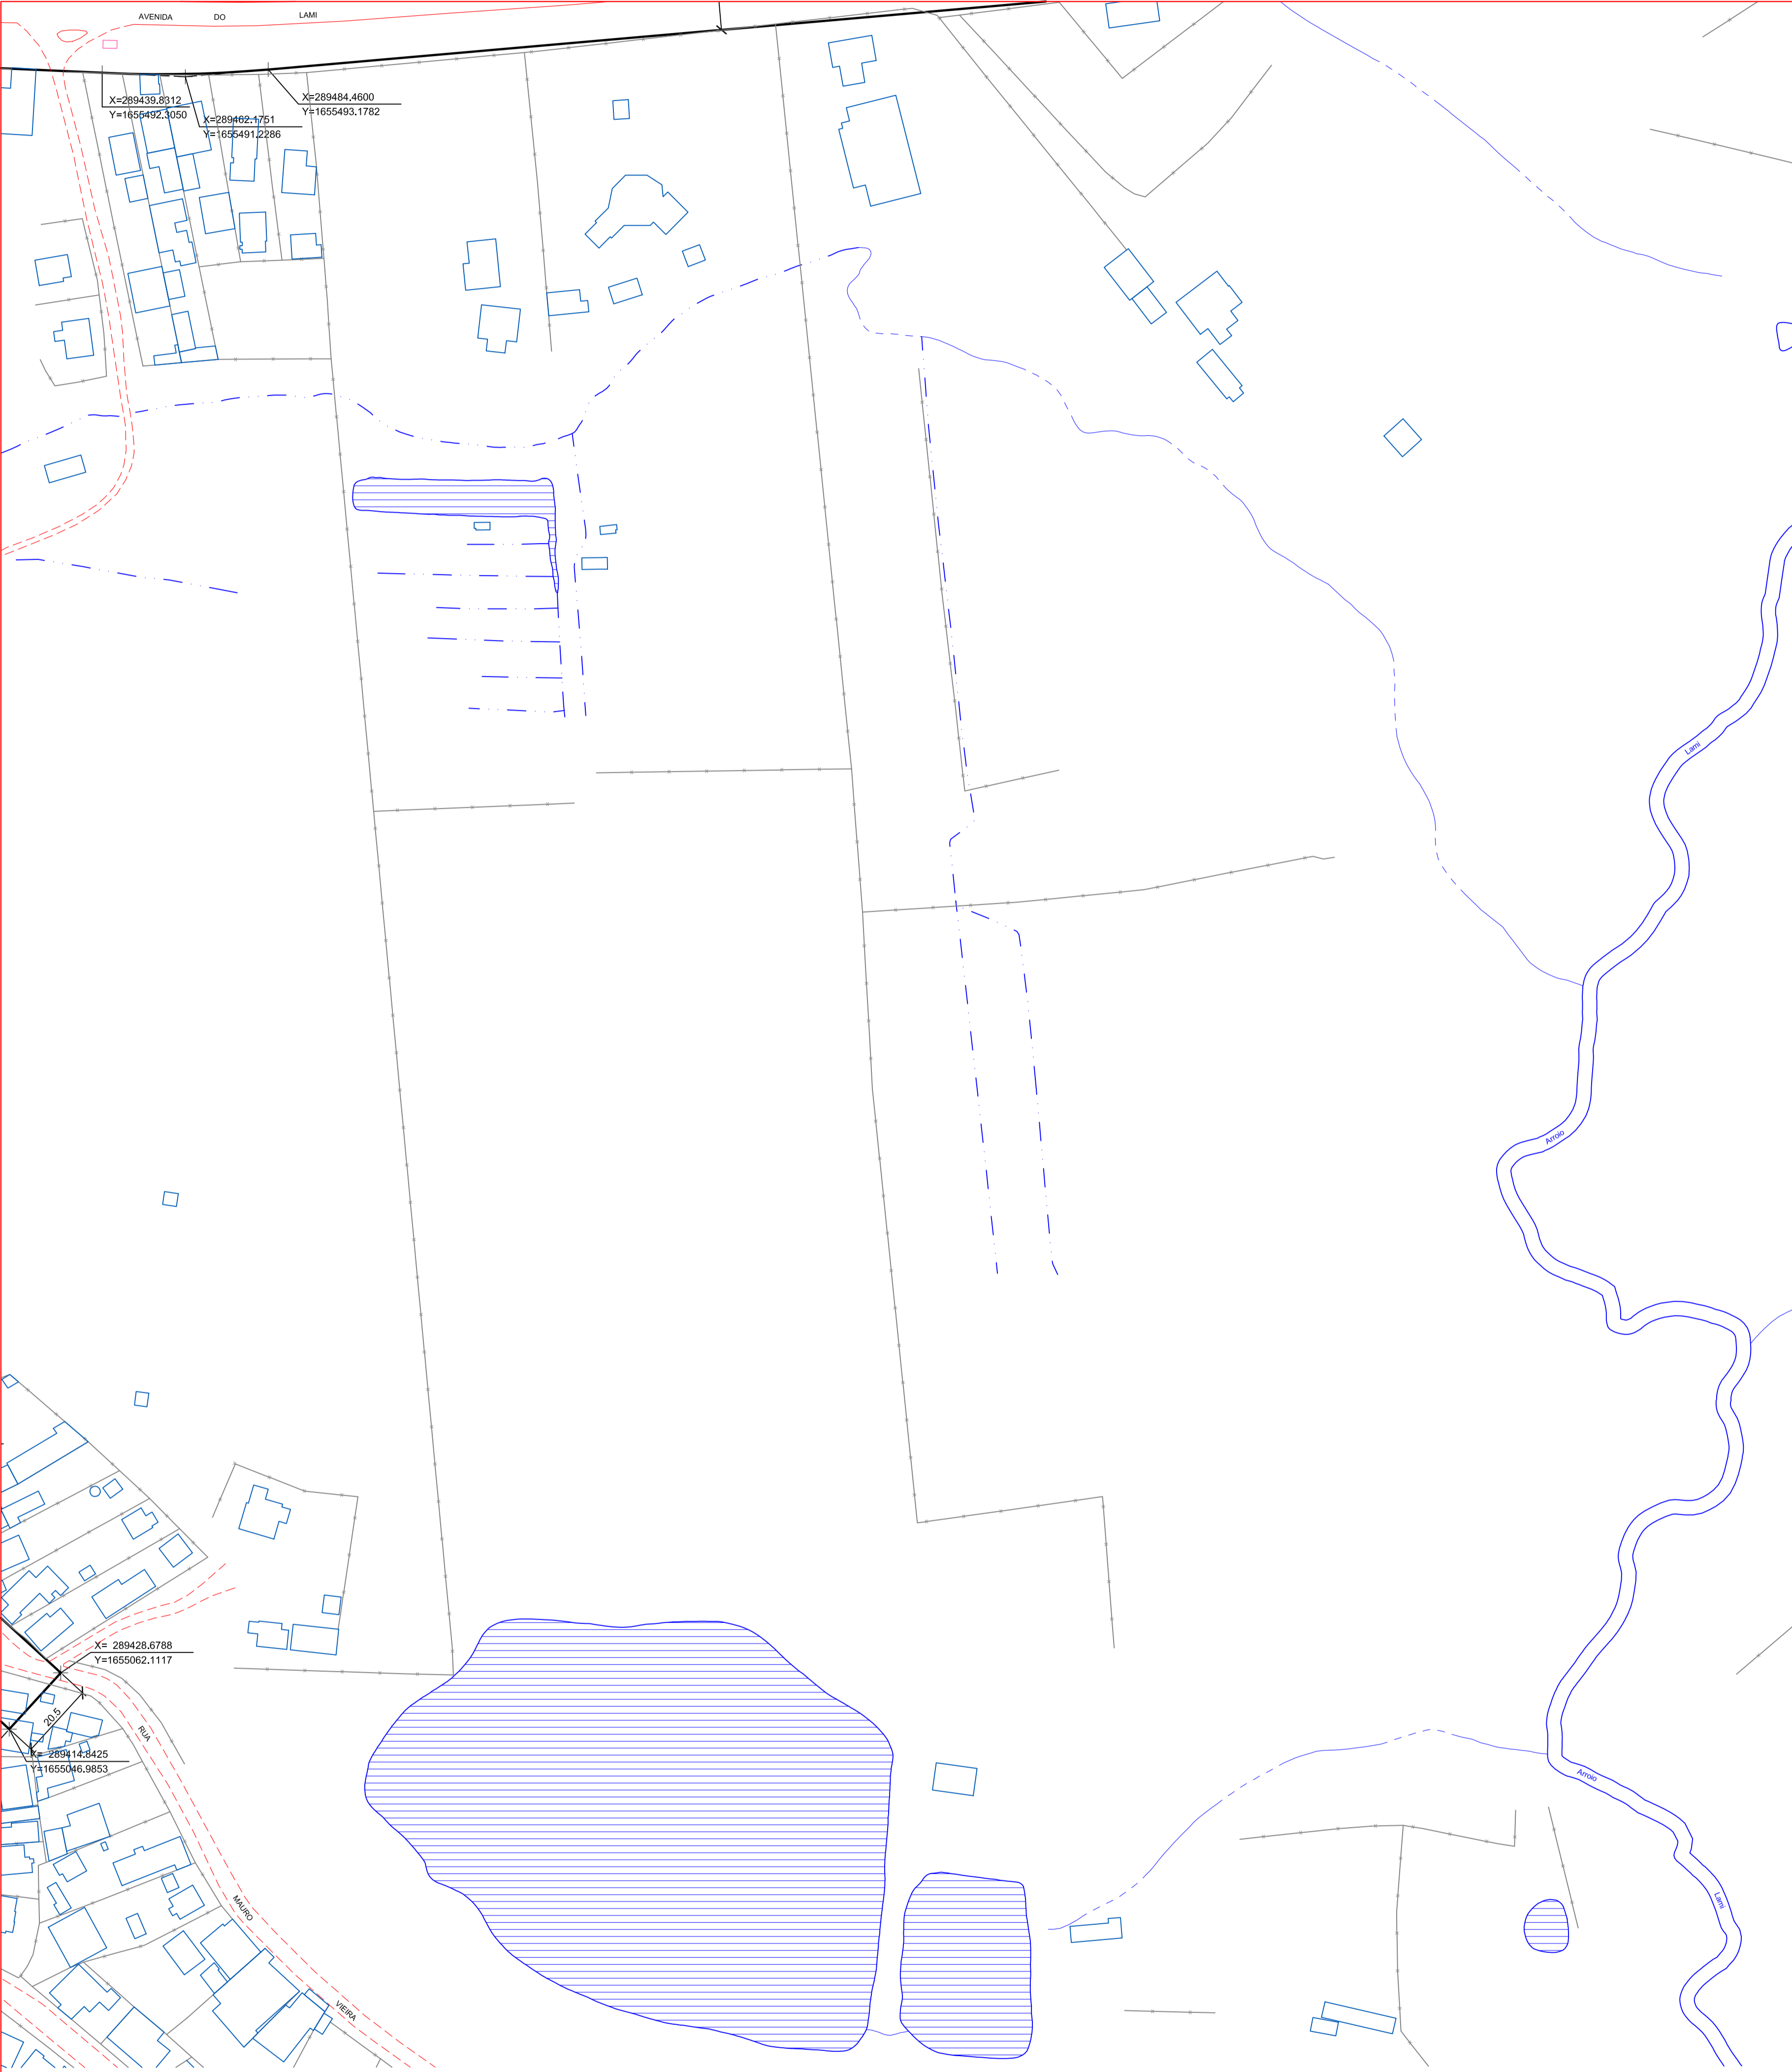 AVENIDA DO LAMI
X=289439.8312
Y=1655492.3050
X=289462.1751
Y=1655491.2286
X=289484.4600
Y=1655493.1782
Lami
Arroio
X= 289428.6788
Y=1655062.1117
20.5
RUA
X= 289414.8425
Y=1655046.9853
Arroio
Lami
MAURO
VIEIRA